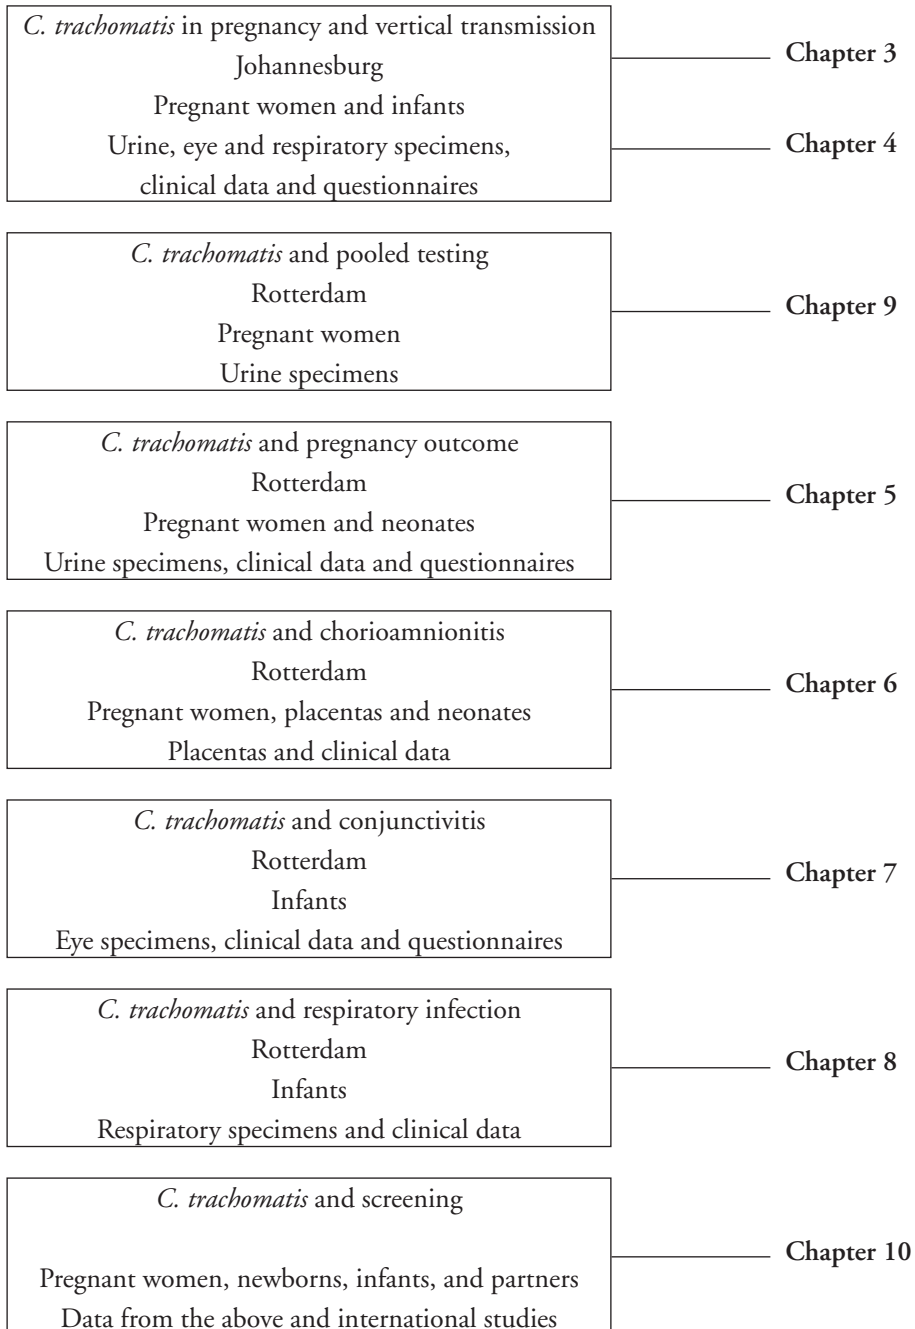 C. trachomatis in pregnancy and vertical transmission
Johannesburg
Pregnant women and infants
Urine, eye and respiratory specimens,
clinical data and questionnaires
Chapter 3
Chapter 4
C. trachomatis and pooled testing
Rotterdam
Pregnant women
Urine specimens
Chapter 9
C. trachomatis and pregnancy outcome
Rotterdam
Pregnant women and neonates
Urine specimens, clinical data and questionnaires
Chapter 5
C. trachomatis and chorioamnionitis
Rotterdam
Pregnant women, placentas and neonates
Placentas and clinical data
Chapter 6
C. trachomatis and conjunctivitis
Rotterdam
Infants
Eye specimens, clinical data and questionnaires
Chapter 7
C. trachomatis and respiratory infection
Rotterdam
Infants
Respiratory specimens and clinical data
Chapter 8
C. trachomatis and screening
Pregnant women, newborns, infants, and partners
Data from the above and international studies
Chapter 10